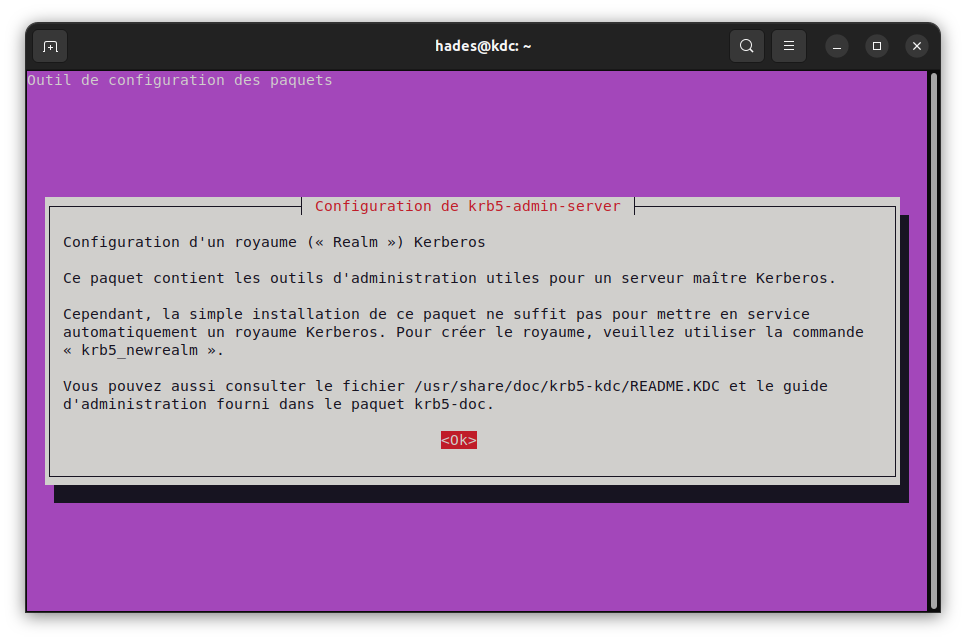 hades@kdc: ~
Outil de configuration des paquets
Configuration de krb5-admin-server
Configuration d'un royaume (« Realm ») Kerberos
Ce paquet contient les outils d'administration utiles pour un serveur maître Kerberos.
Cependant, la simple installation de ce paquet ne suffit pas pour mettre en service
automatiquement un royaume Kerberos. Pour créer le royaume, veuillez utiliser la commande
« krb5_newrealm ».
Vous pouvez aussi consulter le fichier /usr/share/doc/krb5-kdc/README.KDC et le guide
d'administration fourni dans le paquet krb5-doc.
<Ok>